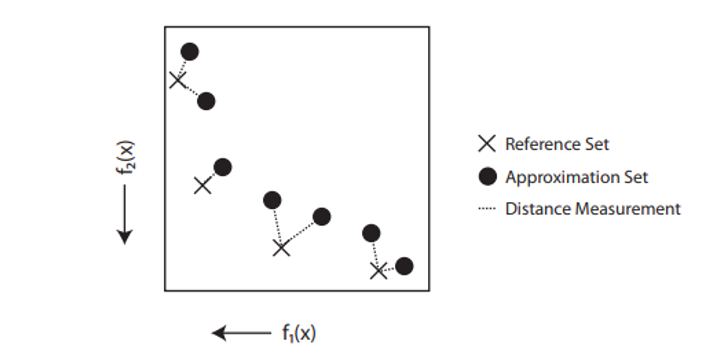 f₂(x)
Reference Set
Approximation Set
Distance Measurement
f₁(x)